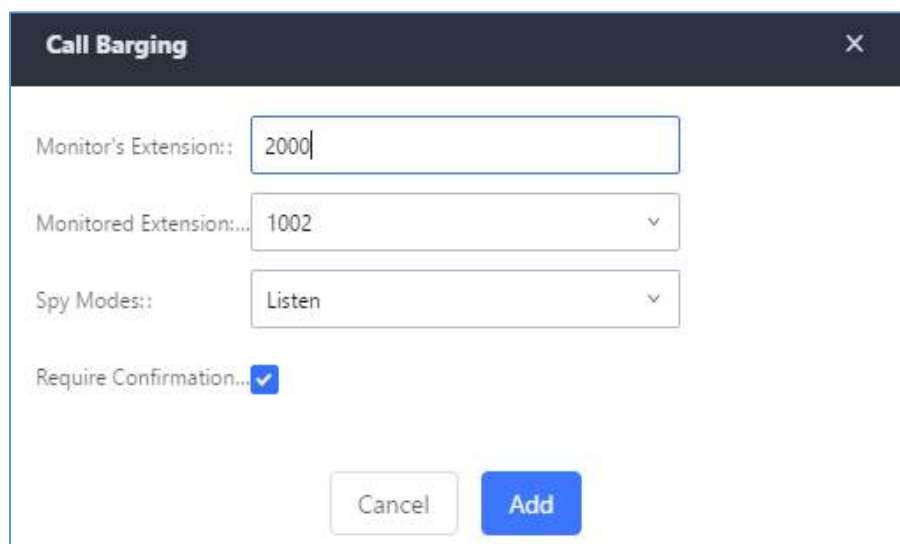 Call Barging
Monitor's Extension:: 2000
Monitored Extension:... 1002
Spy Modes:: Listen
Require Confirmation...
Cancel Add